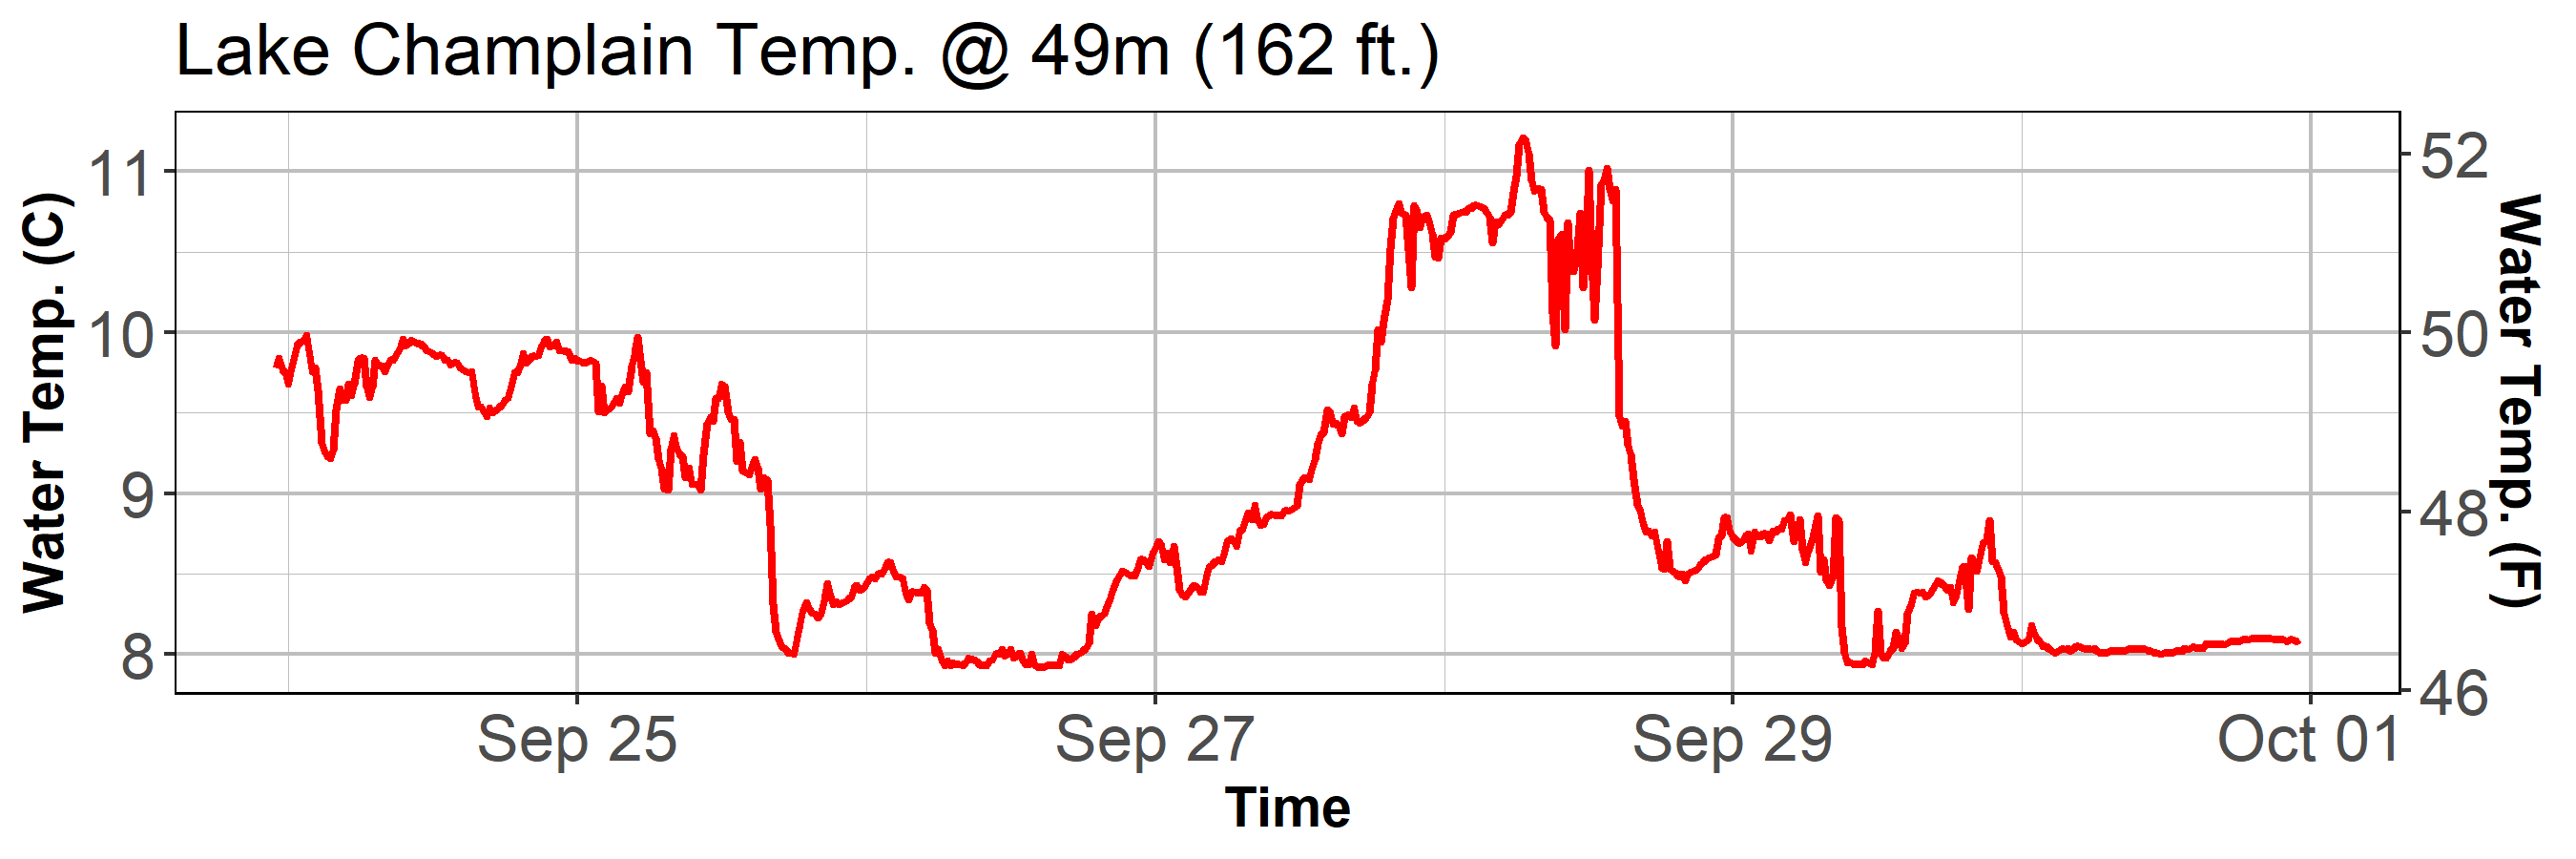 Lake Champlain Temp. @ 49m (162 ft.)
Water Temp. (C)
11
10
9
8
52
50
48
46
Water Temp. (F)
Sep 25
Sep 27
Sep 29
Oct 01
Time